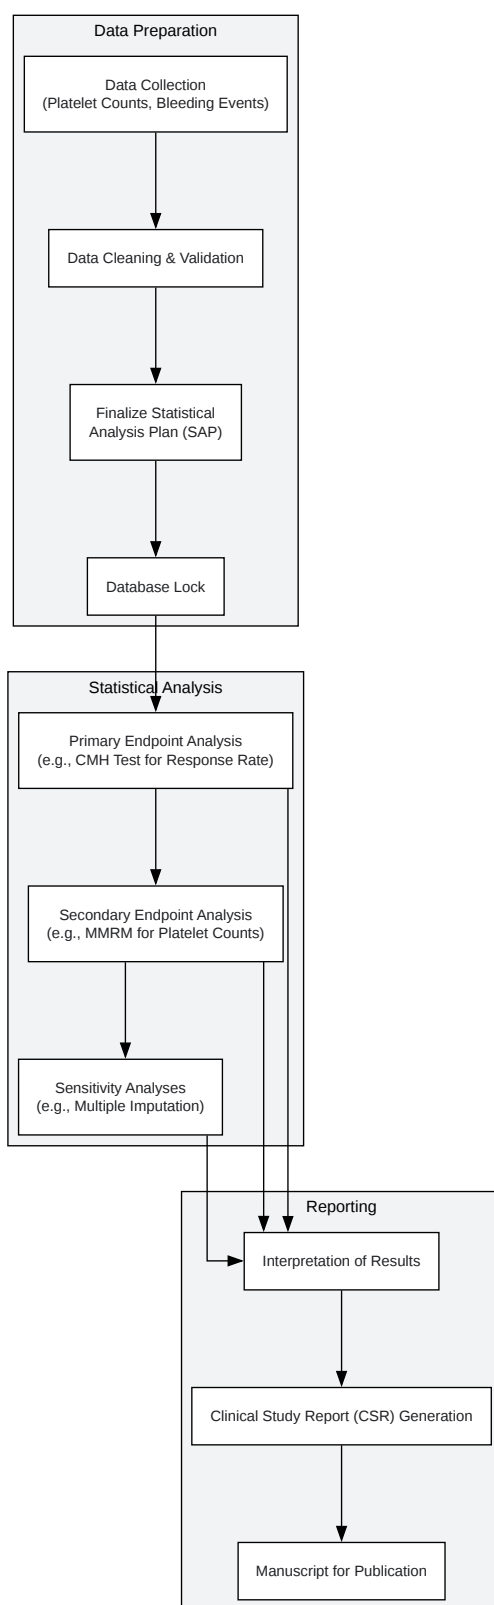 Data Preparation
Data Collection
(Platelet Counts, Bleeding Events)
Data Cleaning & Validation
Finalize Statistical
Analysis Plan (SAP)
Database Lock
Statistical Analysis
Primary Endpoint Analysis
(e.g., CMH Test for Response Rate)
Secondary Endpoint Analysis
(e.g., MMRM for Platelet Counts)
Sensitivity Analyses
(e.g., Multiple Imputation)
Reporting
Interpretation of Results
Clinical Study Report (CSR) Generation
Manuscript for Publication